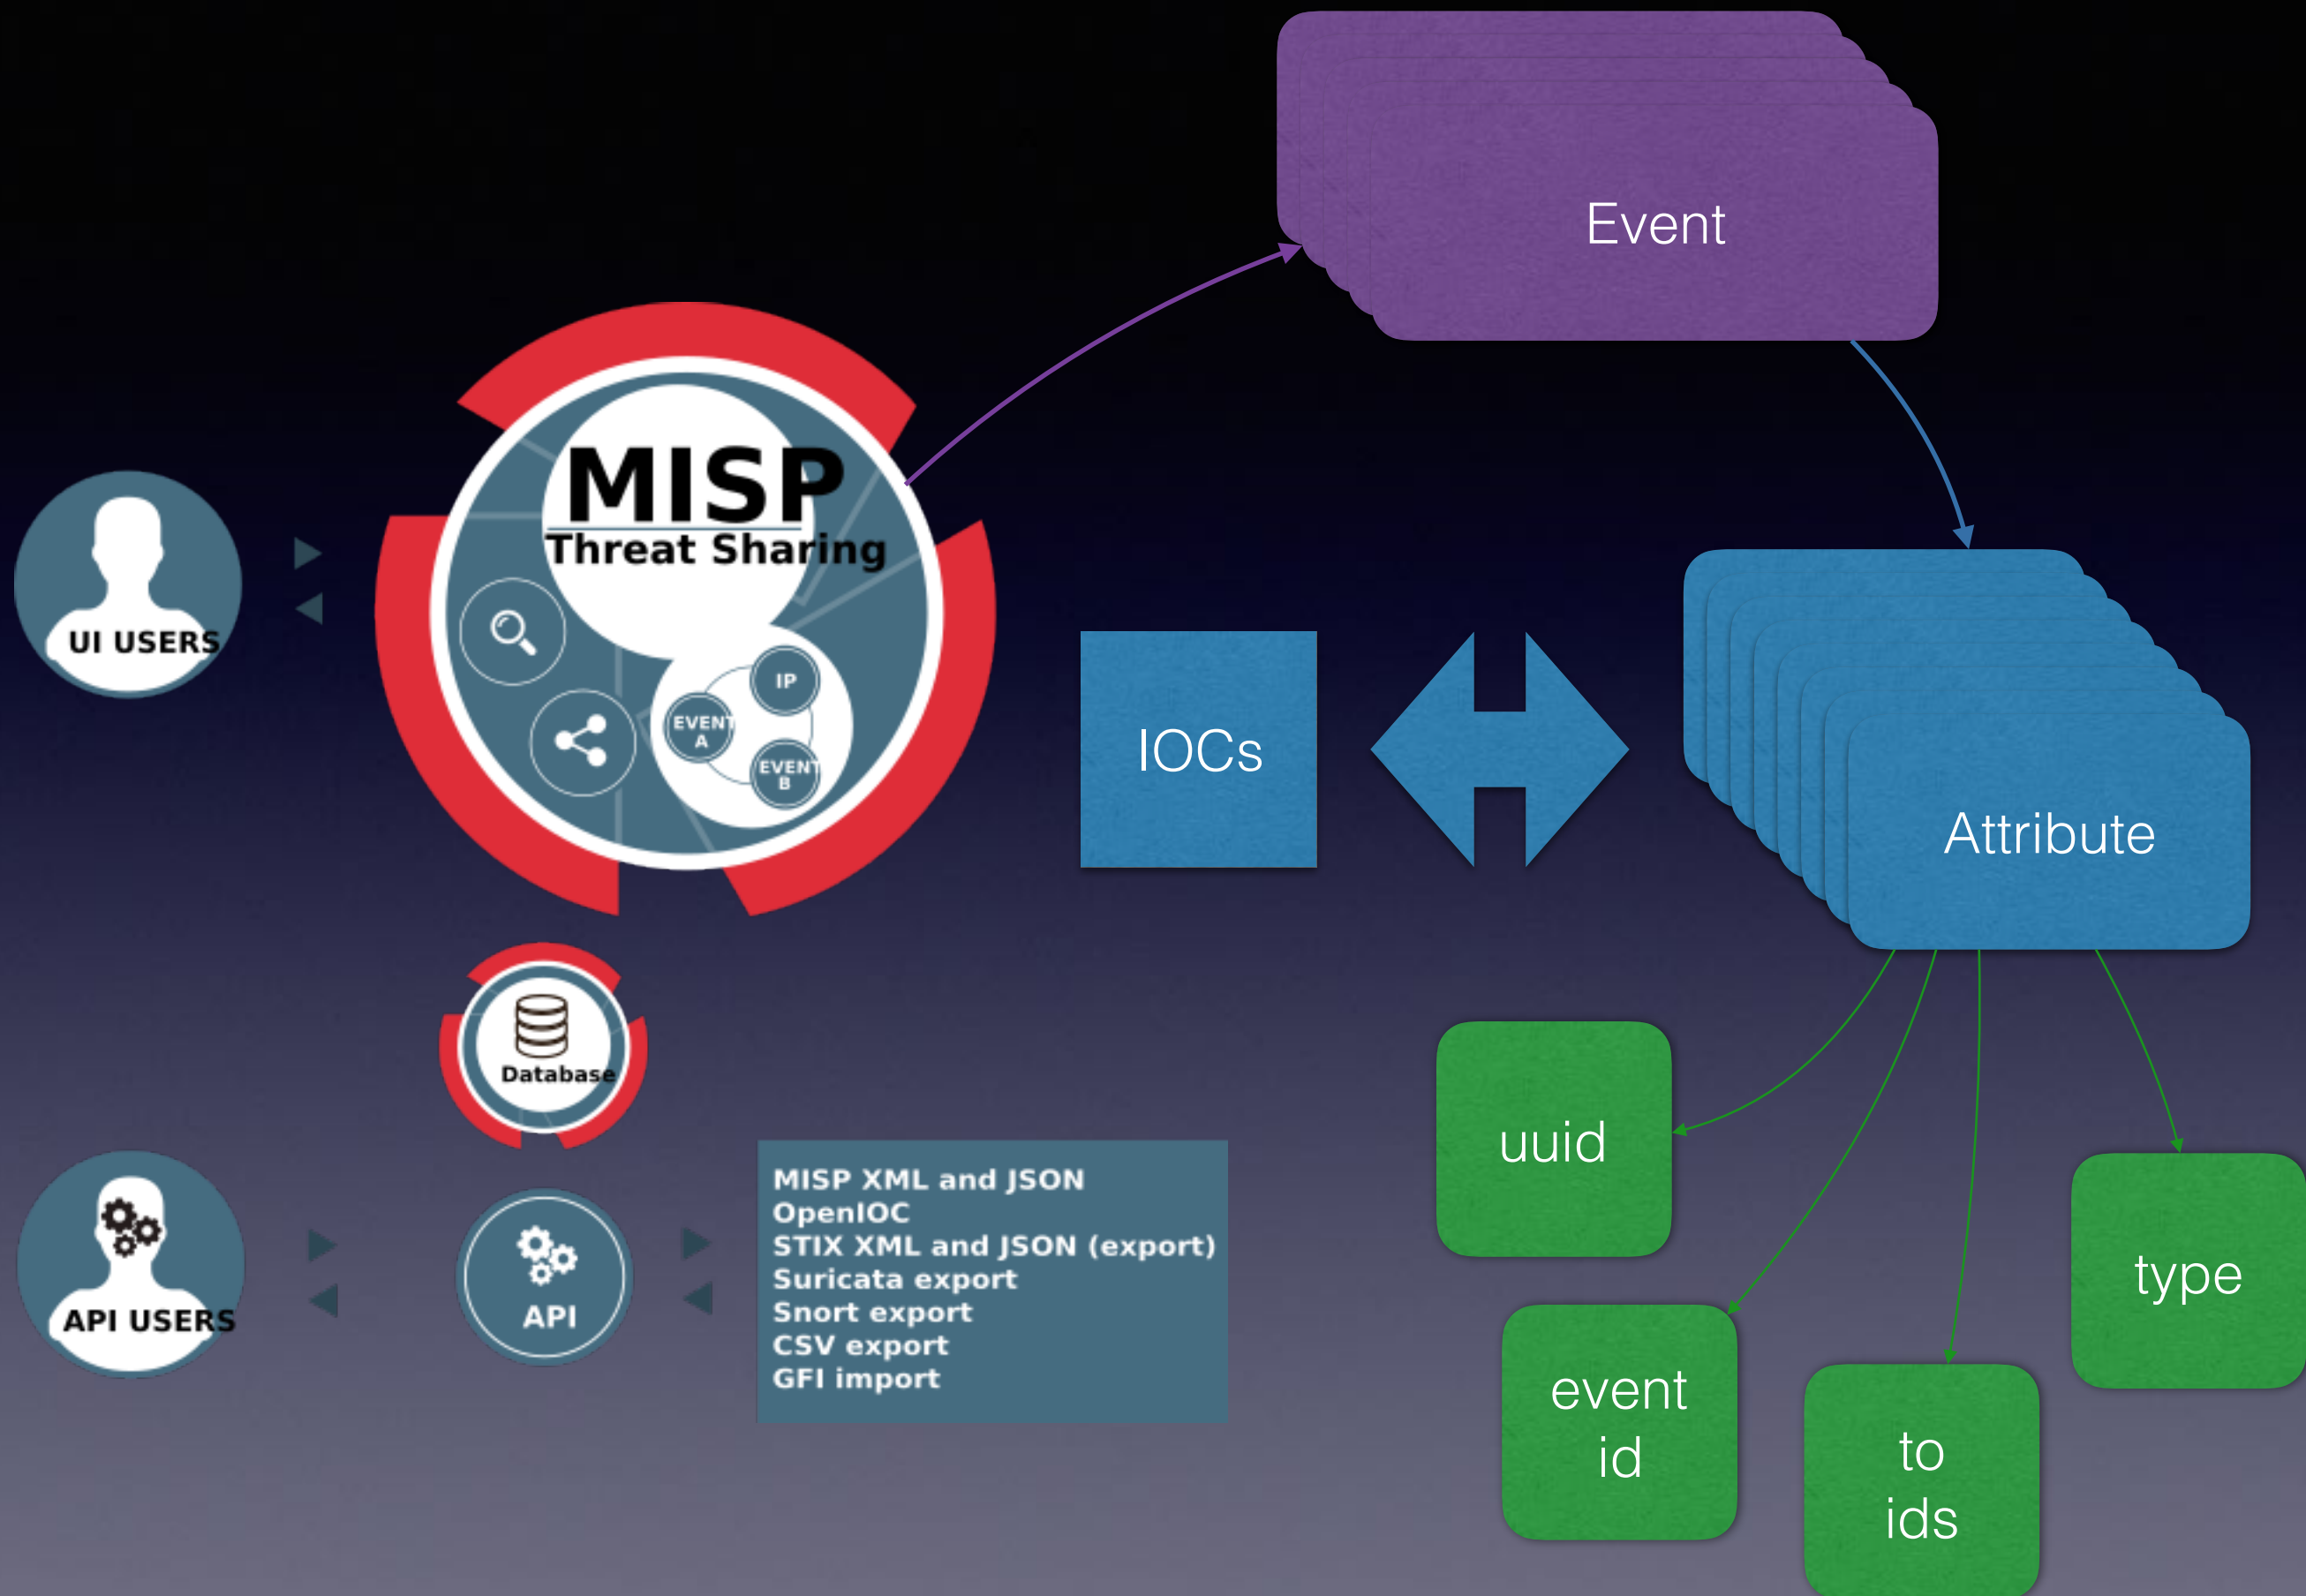 Event
MISP
Threat Sharing
UI USERS
IP
EVENT
A
EVENT
B
IOCs
Attribute
Database
API USERS
API
MISP XML and JSON
OpenIOC
STIX XML and JSON (export)
Suricata export
Snort export
CSV export
GFI import
uuid
event
id
to
ids
type